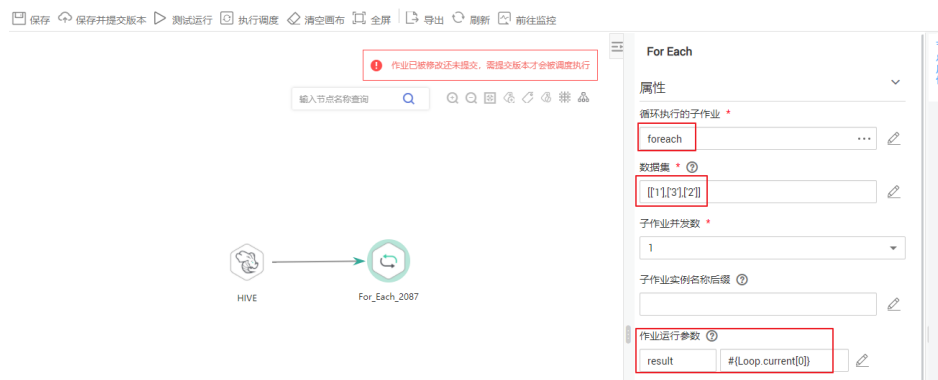 保存 保存并提交版本 测试运行 执行调度 清空画布 全屏 导出 刷新 前往监控
作业已被修改还未提交，需提交版本才会被调度执行
输入节点名称查询
HIVE
For_Each_2087
For Each
属性
循环执行的子作业 *
foreach ...
数据集 * ?
[['1'],['3'],['2']]
子作业并发数 *
1
子作业实例名称后缀 ?
作业运行参数 ?
result #{Loop.current[0]}